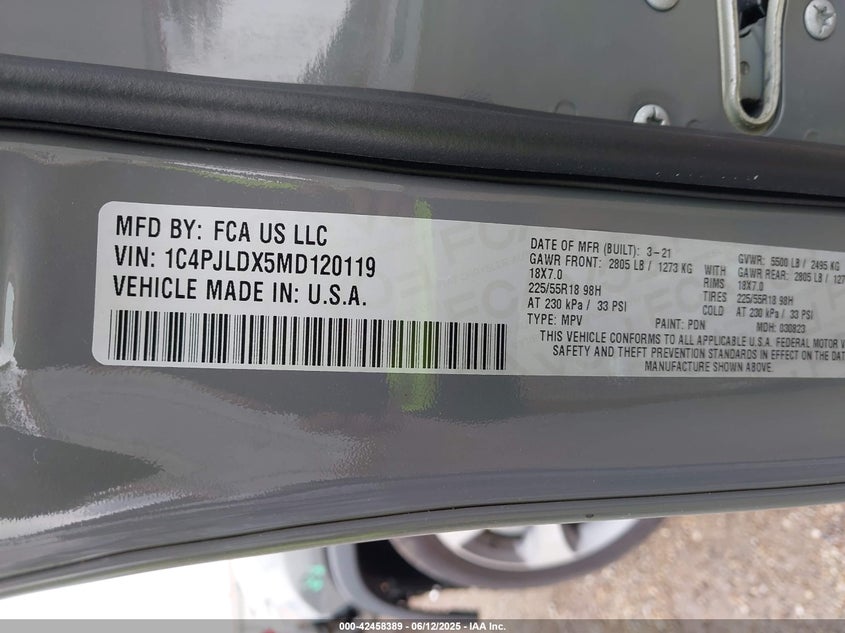 MFD BY: FCA US LLC
VIN: 1C4PJLDX5MD120119
VEHICLE MADE IN: U.S.A.
DATE OF MFR (BUILT): 3-21 GVWR: 5500 LB / 2495 KG
GAWR FRONT: 2805 LB / 1273 KG WITH GAWR REAR: 2805 LB / 127
18X7.0 RIMS 18X7.0
225/55R18 98H TIRES 225/55R18 98H
AT 230 kPa / 33 PSI COLD AT 230 kPa / 33 PSI
TYPE: MPV PAINT: PDN MDH: 030823
THIS VEHICLE CONFORMS TO ALL APPLICABLE U.S.A. FEDERAL MOTOR V
SAFETY AND THEFT PREVENTION STANDARDS IN EFFECT ON THE DAT
MANUFACTURE SHOWN ABOVE.
000-42458389 - 06/12/2025 - IAA Inc.